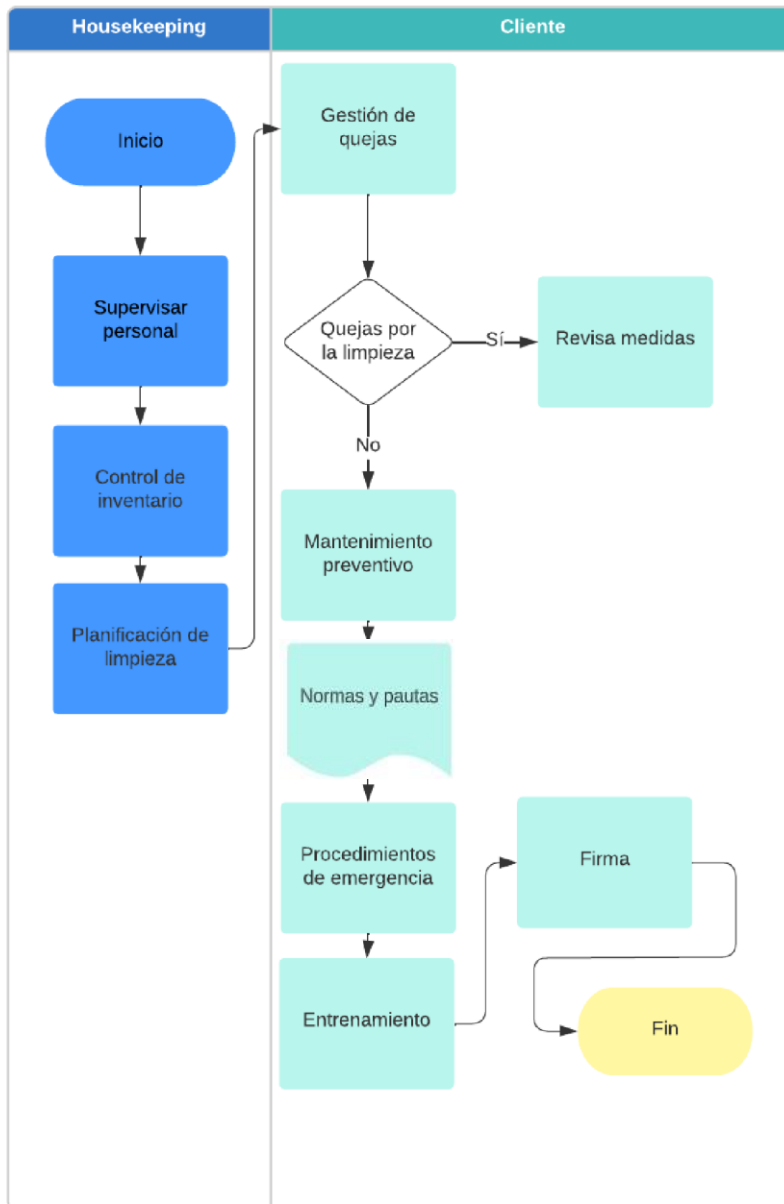 Housekeeping
Cliente
Inicio
Supervisar
personal
Control de
inventario
Planificación de
limpieza
Gestión de
quejas
Quejas por
la limpieza
Sí
Revisa medidas
No
Mantenimiento
preventivo
Normas y pautas
Procedimientos
de emergencia
Entrenamiento
Firma
Fin